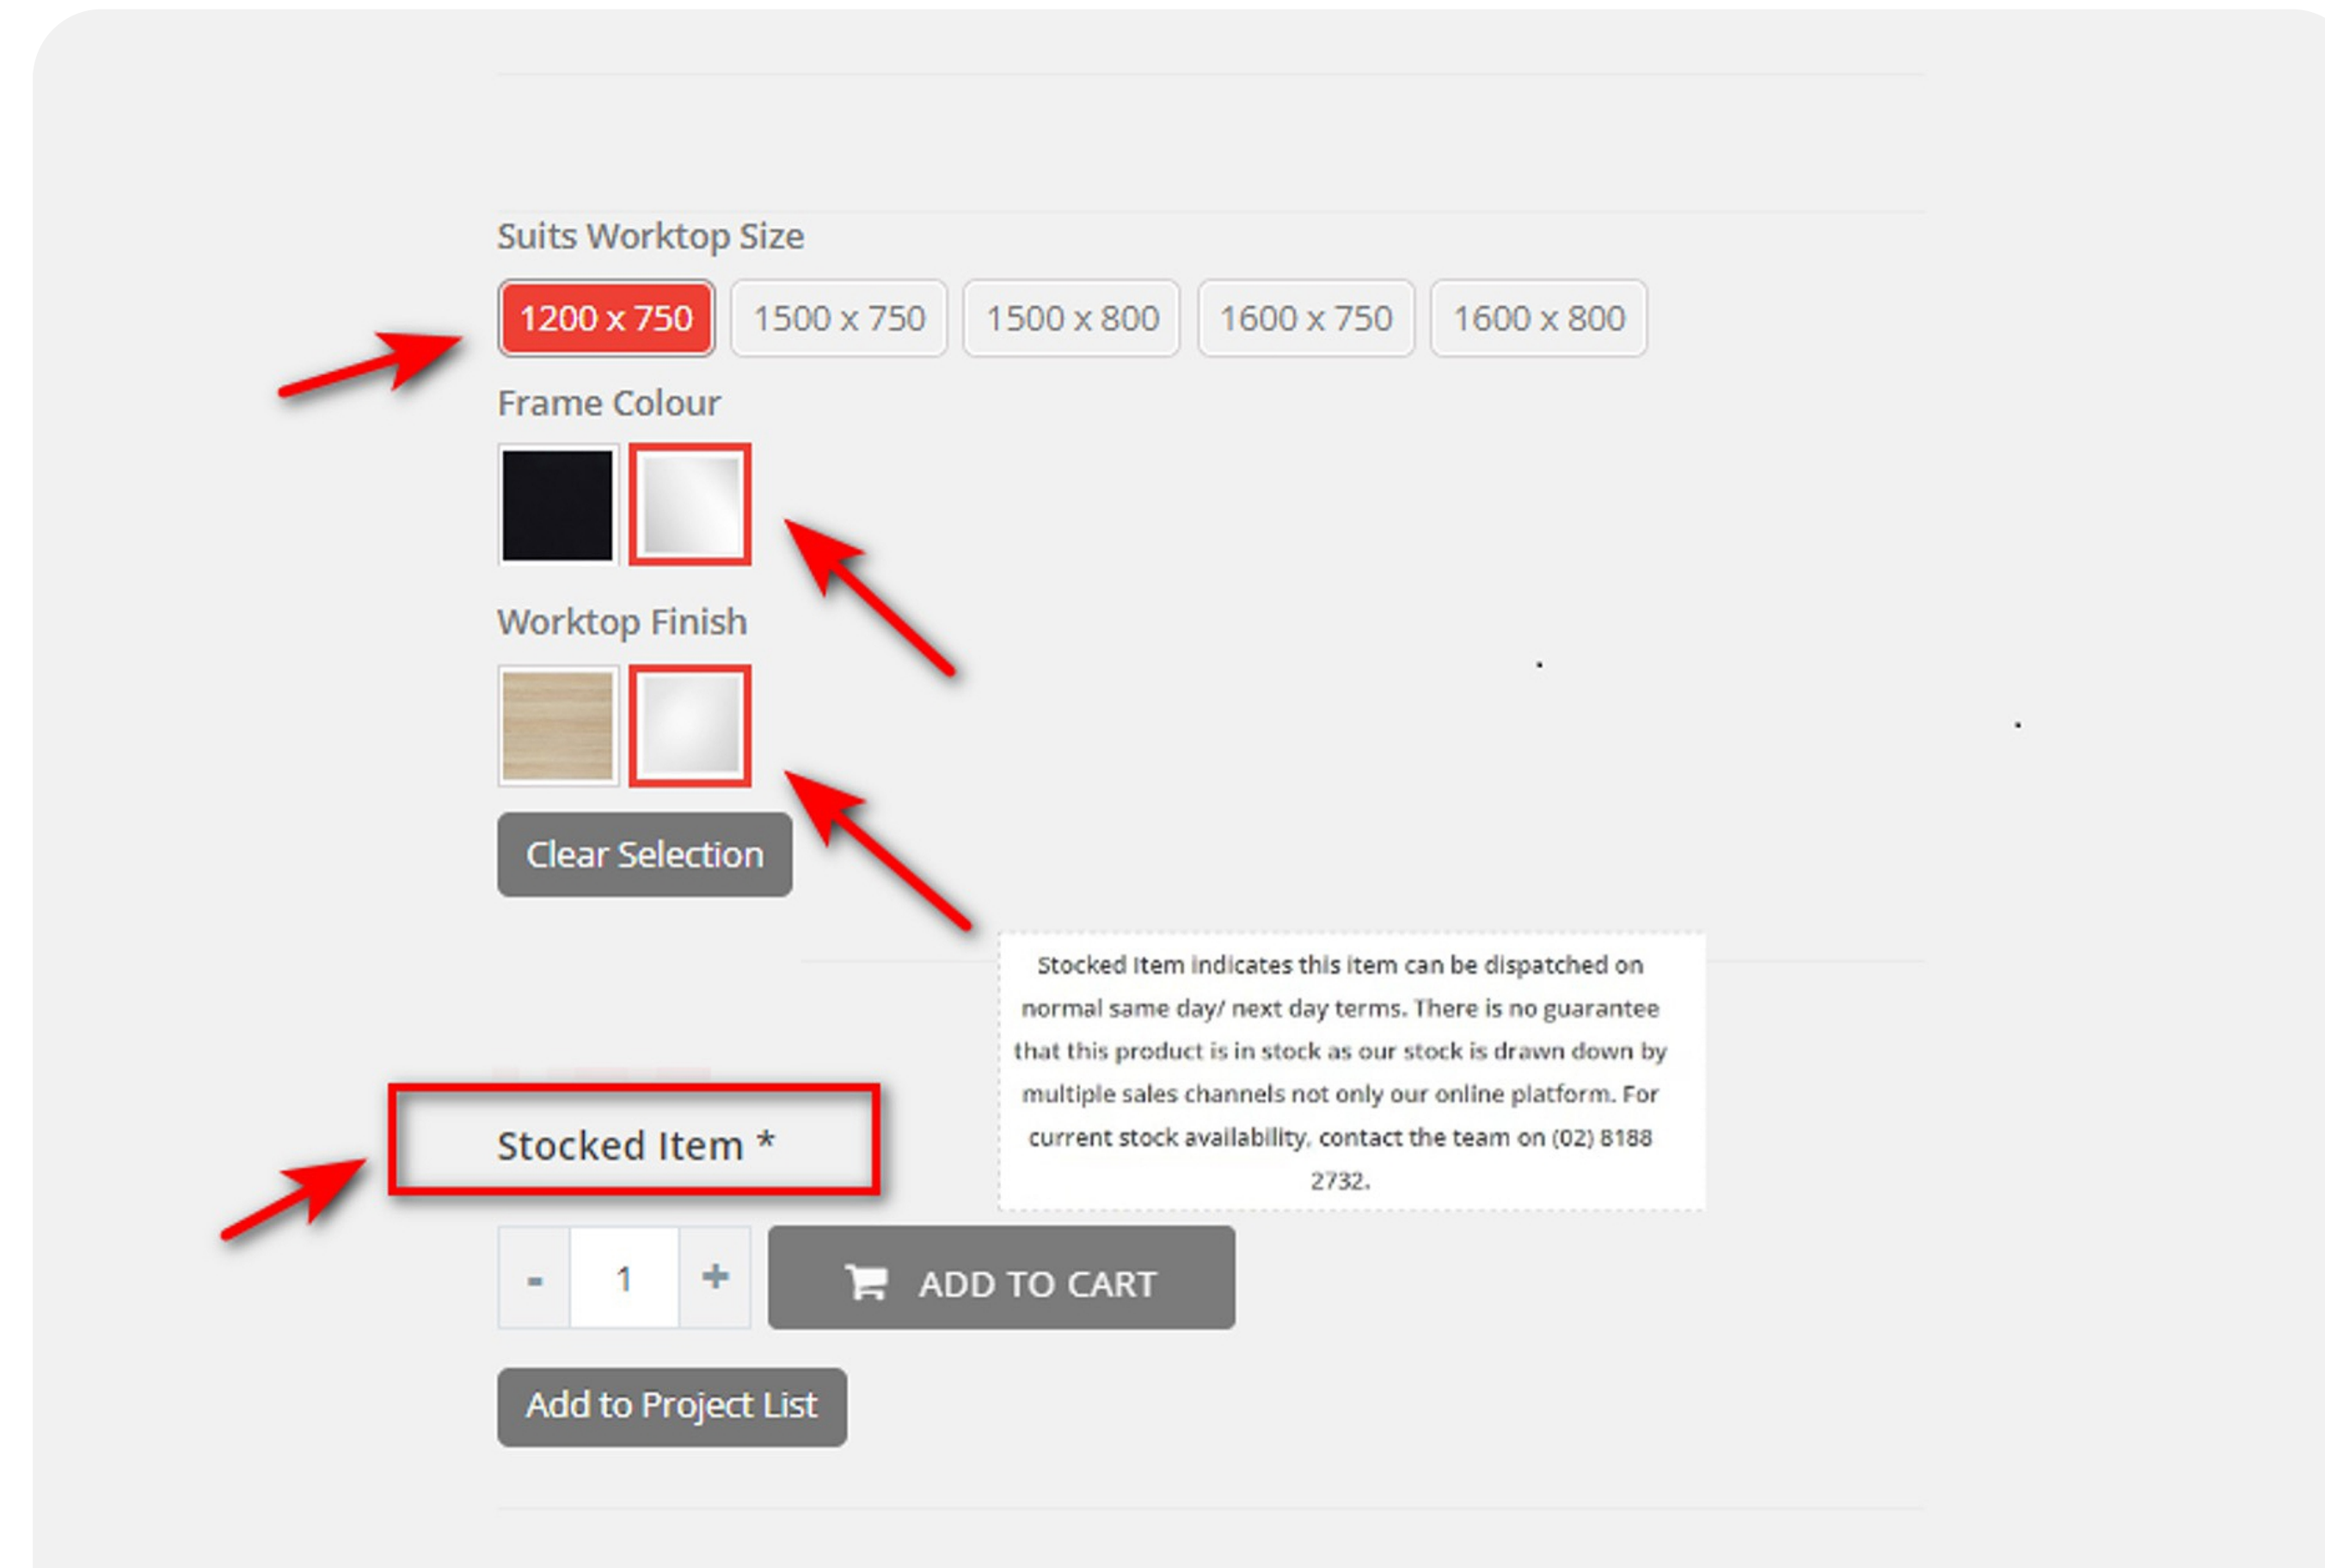 Suits Worktop Size
1200 x 750 1500 x 750 1500 x 800 1600 x 750 1600 x 800
Frame Colour
Worktop Finish
Clear Selection
Stocked Item indicates this item can be dispatched on
normal same day/ next day terms. There is no guarantee
that this product is in stock as our stock is drawn down by
multiple sales channels not only our online platform. For
current stock availability, contact the team on (02) 8188
2732.
Stocked Item *
- 1 + ADD TO CART
Add to Project List